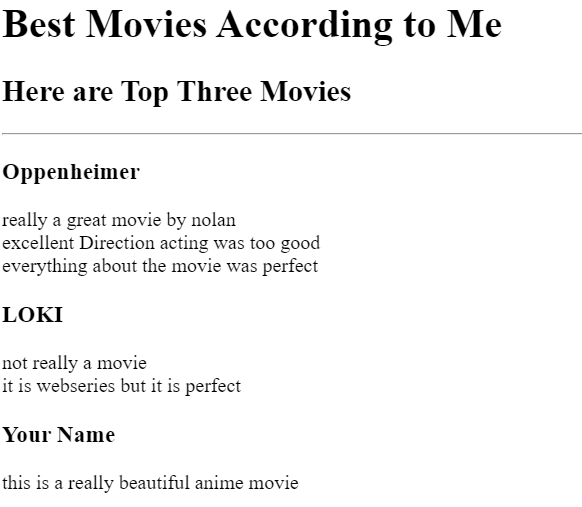 Best Movies According to Me
Here are Top Three Movies
Oppenheimer
really a great movie by nolan
excellent Direction acting was too good
everything about the movie was perfect
LOKI
not really a movie
it is webseries but it is perfect
Your Name
this is a really beautiful anime movie